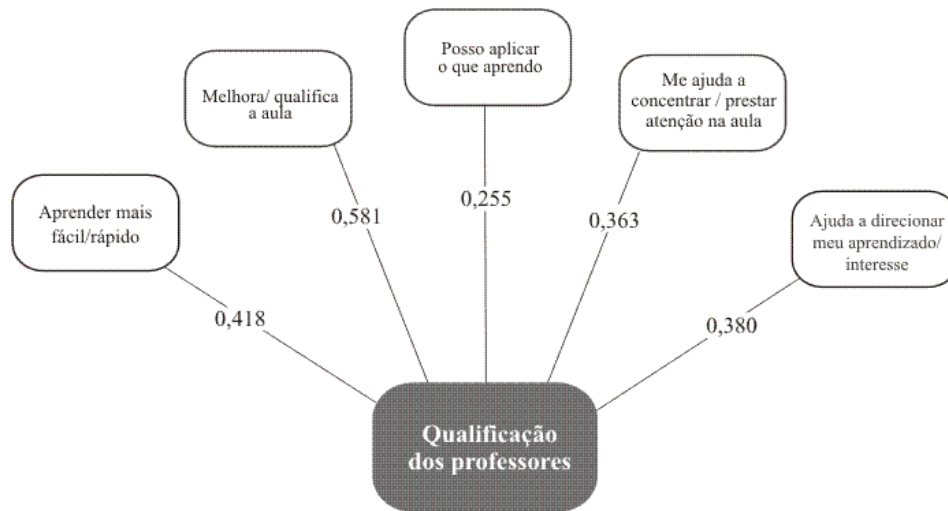 Posso aplicar
o que aprendo
Melhora/ qualifica
a aula
Me ajuda a
concentrar / prestar
atenção na aula
Aprender mais
fácil/rápido
Ajuda a direcionar
meu aprendizado/
interesse
0,418
0,581
0,255
0,363
0,380
Qualificação
dos professores